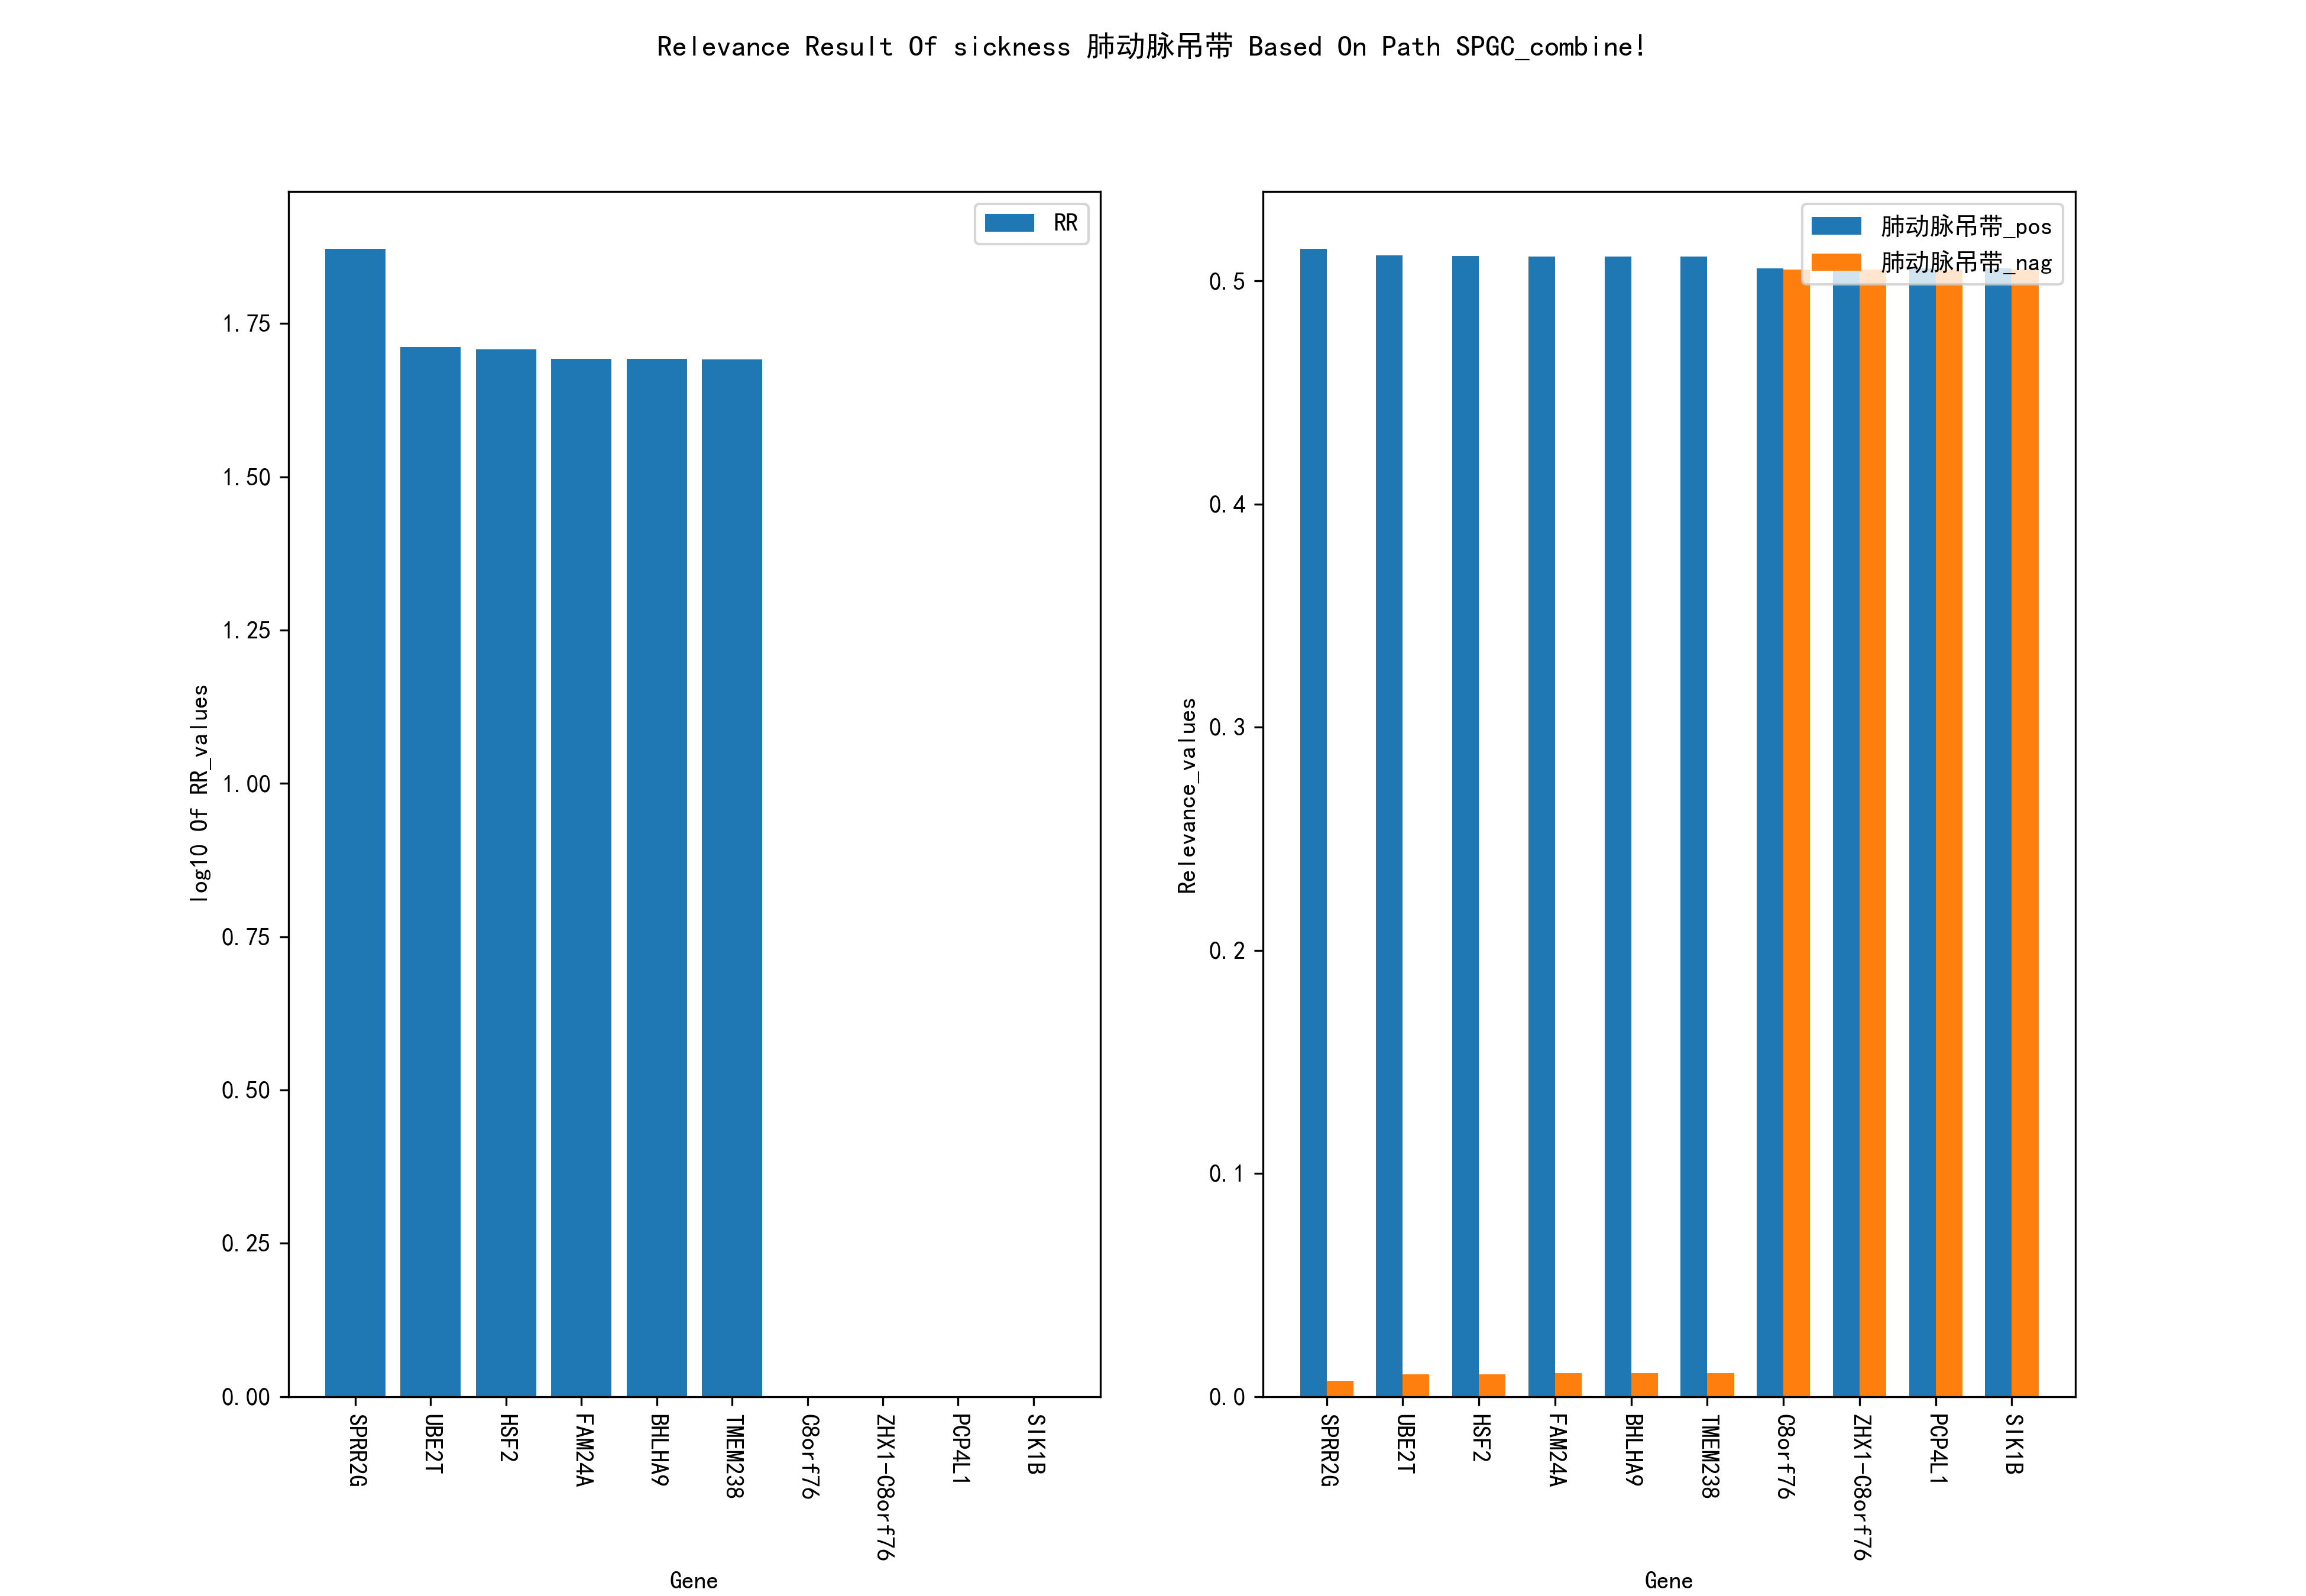 Relevance Result Of sickness 肺动脉吊带 Based On Path SPGC_combine!
RR
1.75
1.50
1.25
1.00
0.75
0.50
0.25
0.00
log10 Of RR_values
SPRR2G
UBE2T
HSF2
FAM24A
BHLHA9
TMEM238
C8orf76
ZHX1-C8orf76
PCP4L1
SIK1B
Gene
肺动脉吊带_pos
肺动脉吊带_nag
0.5
0.4
0.3
0.2
0.1
0.0
Relevance_values
SPRR2G
UBE2T
HSF2
FAM24A
BHLHA9
TMEM238
C8orf76
ZHX1-C8orf76
PCP4L1
SIK1B
Gene